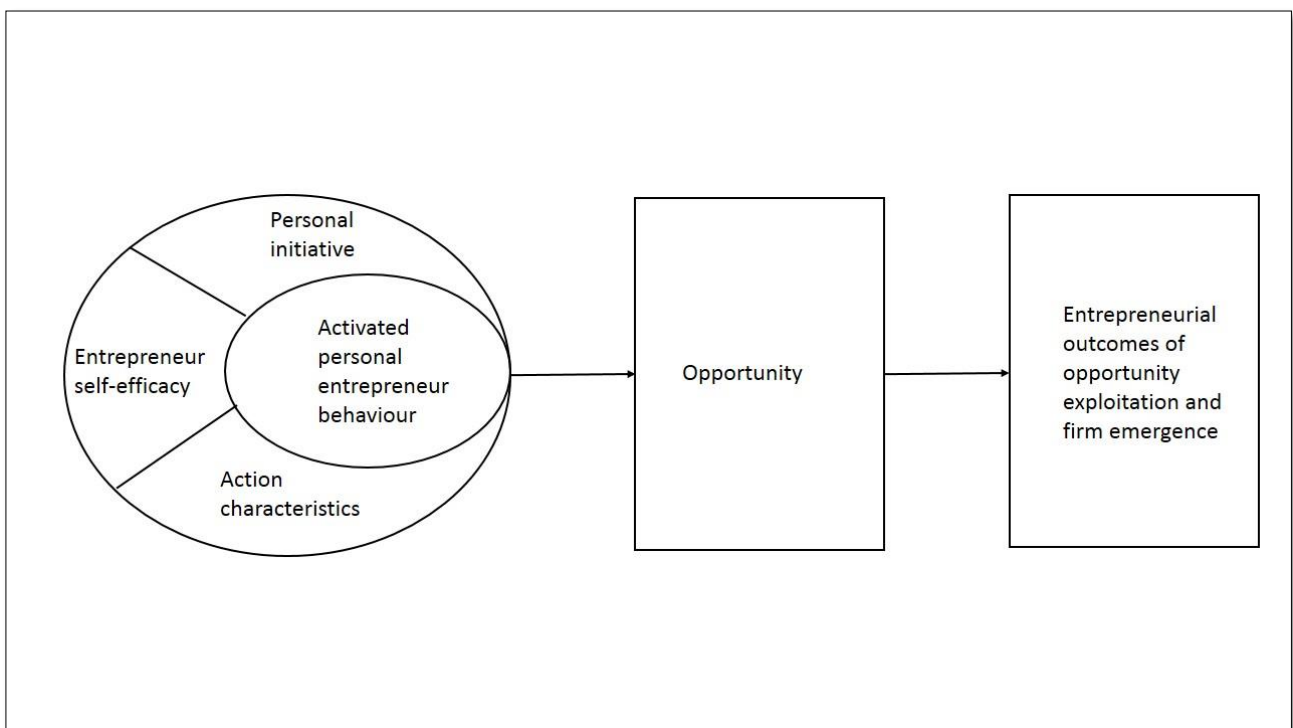 Personal
initiative
Entrepreneur
self-efficacy
Activated
personal
entrepreneur
behaviour
Action
characteristics
Opportunity
Entrepreneurial
outcomes of
opportunity
exploitation and
firm emergence